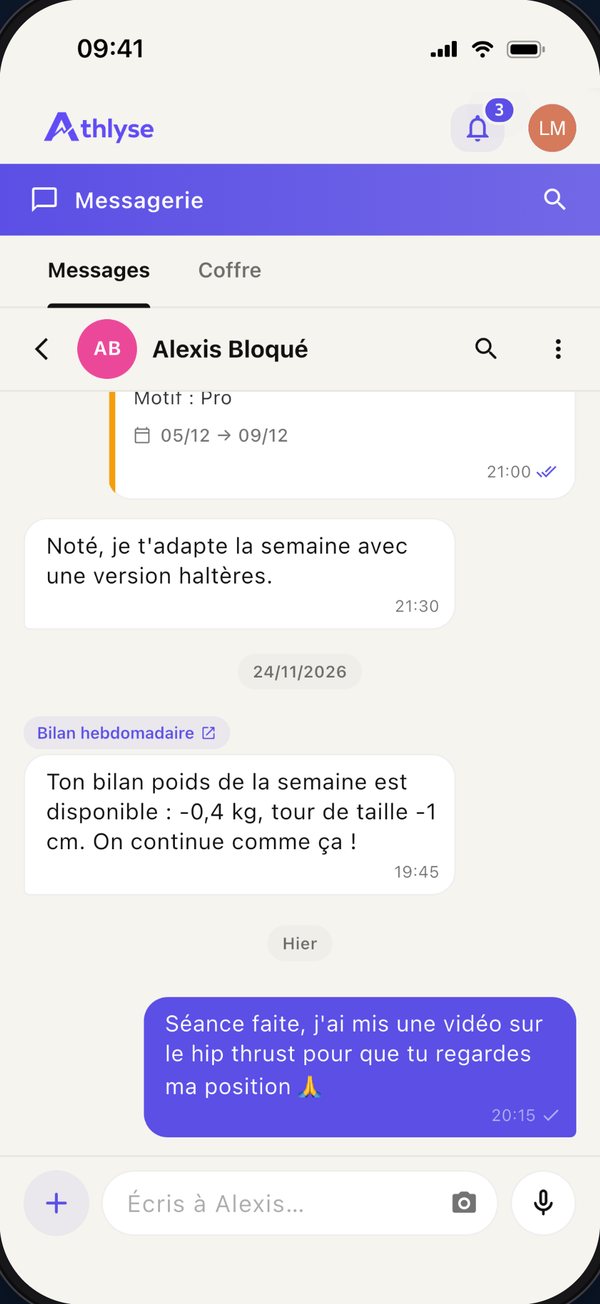 09:41
Athlyse
3
LM
Messagerie
Messages
Coffre
AB
Alexis Bloqué
Motif : Pro
05/12 → 09/12
21:00
Noté, je t'adapte la semaine avec
une version haltères.
21:30
24/11/2026
Bilan hebdomadaire
Ton bilan poids de la semaine est
disponible : -0,4 kg, tour de taille -1
cm. On continue comme ça !
19:45
Hier
Séance faite, j'ai mis une vidéo sur
le hip thrust pour que tu regardes
ma position 🙏
20:15
Écris à Alexis...